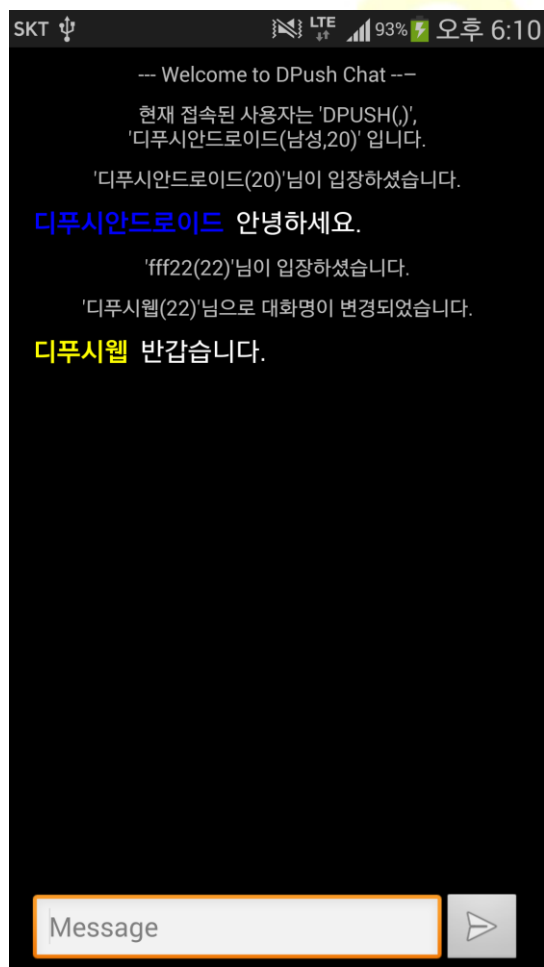 SKT LTE 93% 오후 6:10
--- Welcome to DPush Chat ---
현재 접속된 사용자는 'DPUSH(,)',
'디푸시안드로이드(남성,20)' 입니다.
'디푸시안드로이드(20)'님이 입장하셨습니다.
디푸시안드로이드 안녕하세요.
'fff22(22)'님이 입장하셨습니다.
'디푸시웹(22)'님으로 대화명이 변경되었습니다.
디푸시웹 반갑습니다.
Message